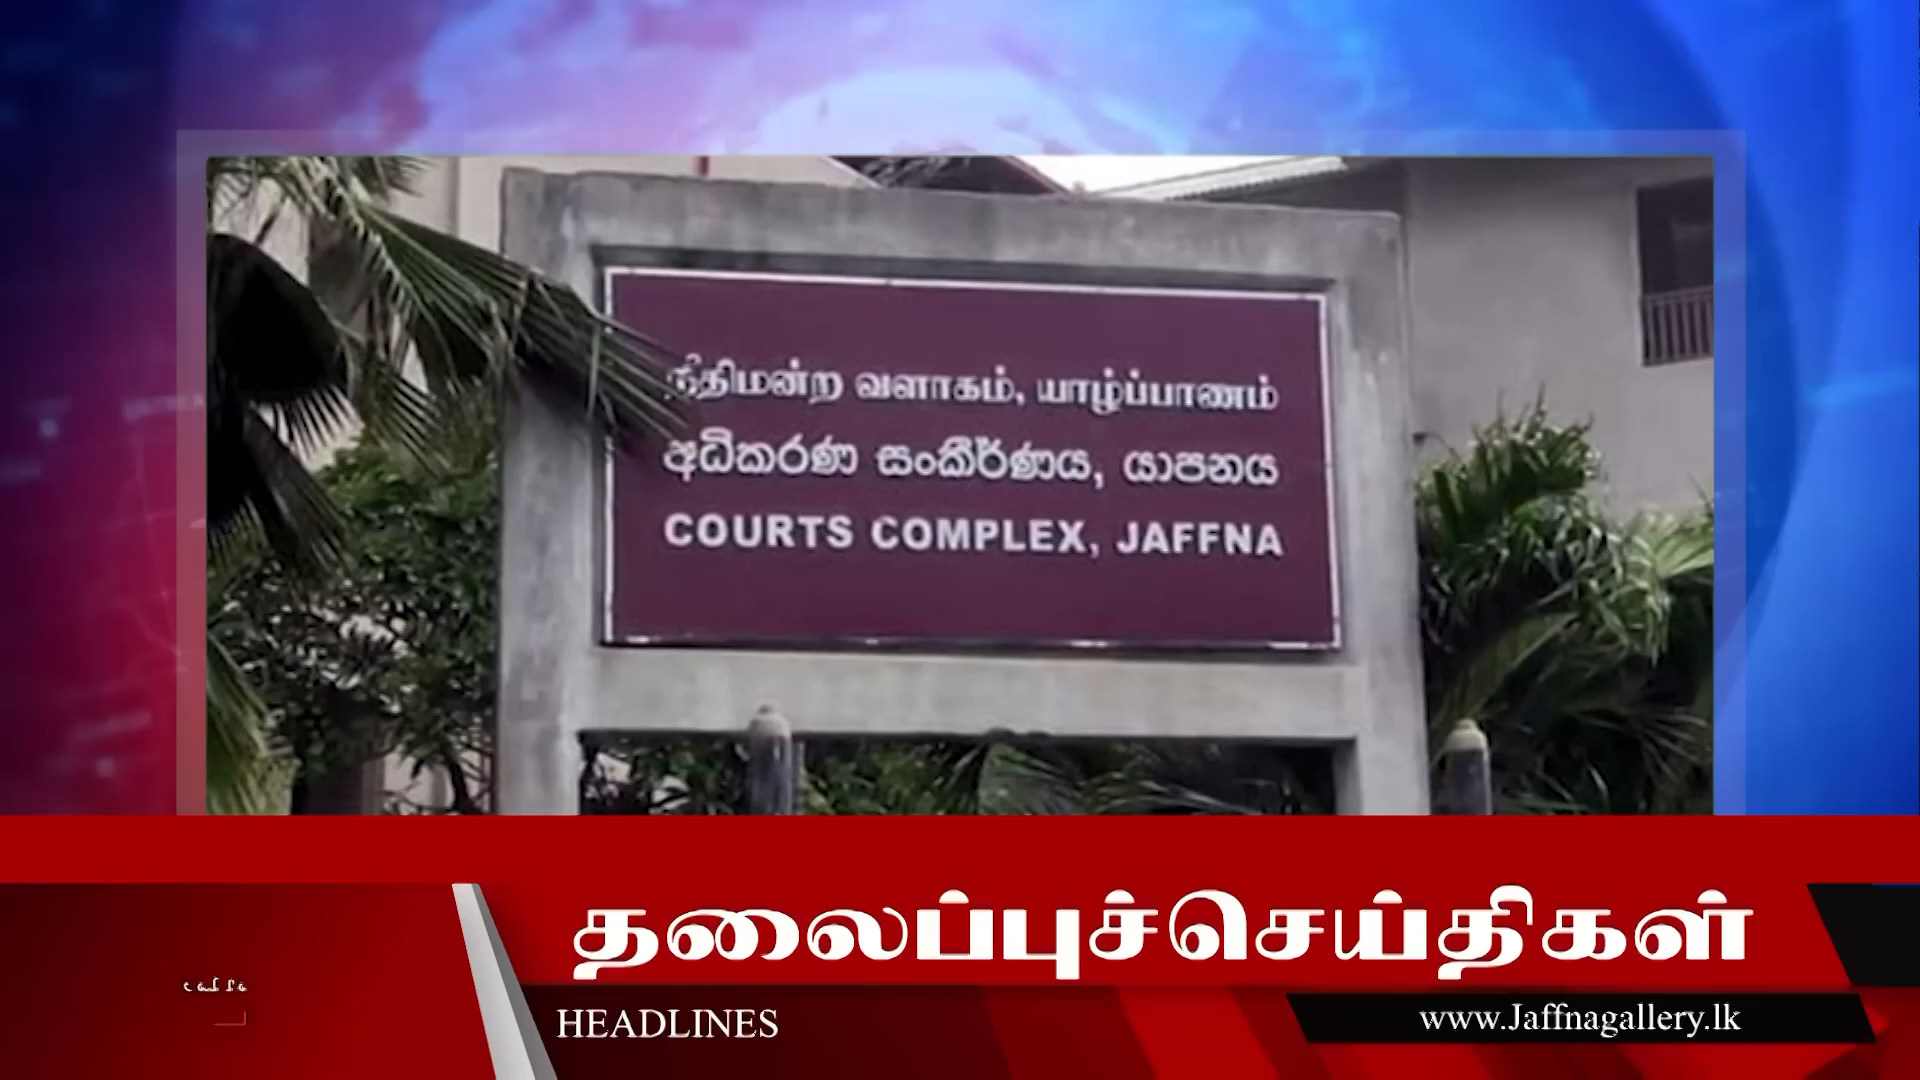 நீதிமன்ற வளாகம், யாழ்ப்பாணம்
අධිකරණ සංකීර්ණය, යාපනය
COURTS COMPLEX, JAFFNA
தலைப்புச்செய்திகள்
HEADLINES
www.Jaffnagallery.lk